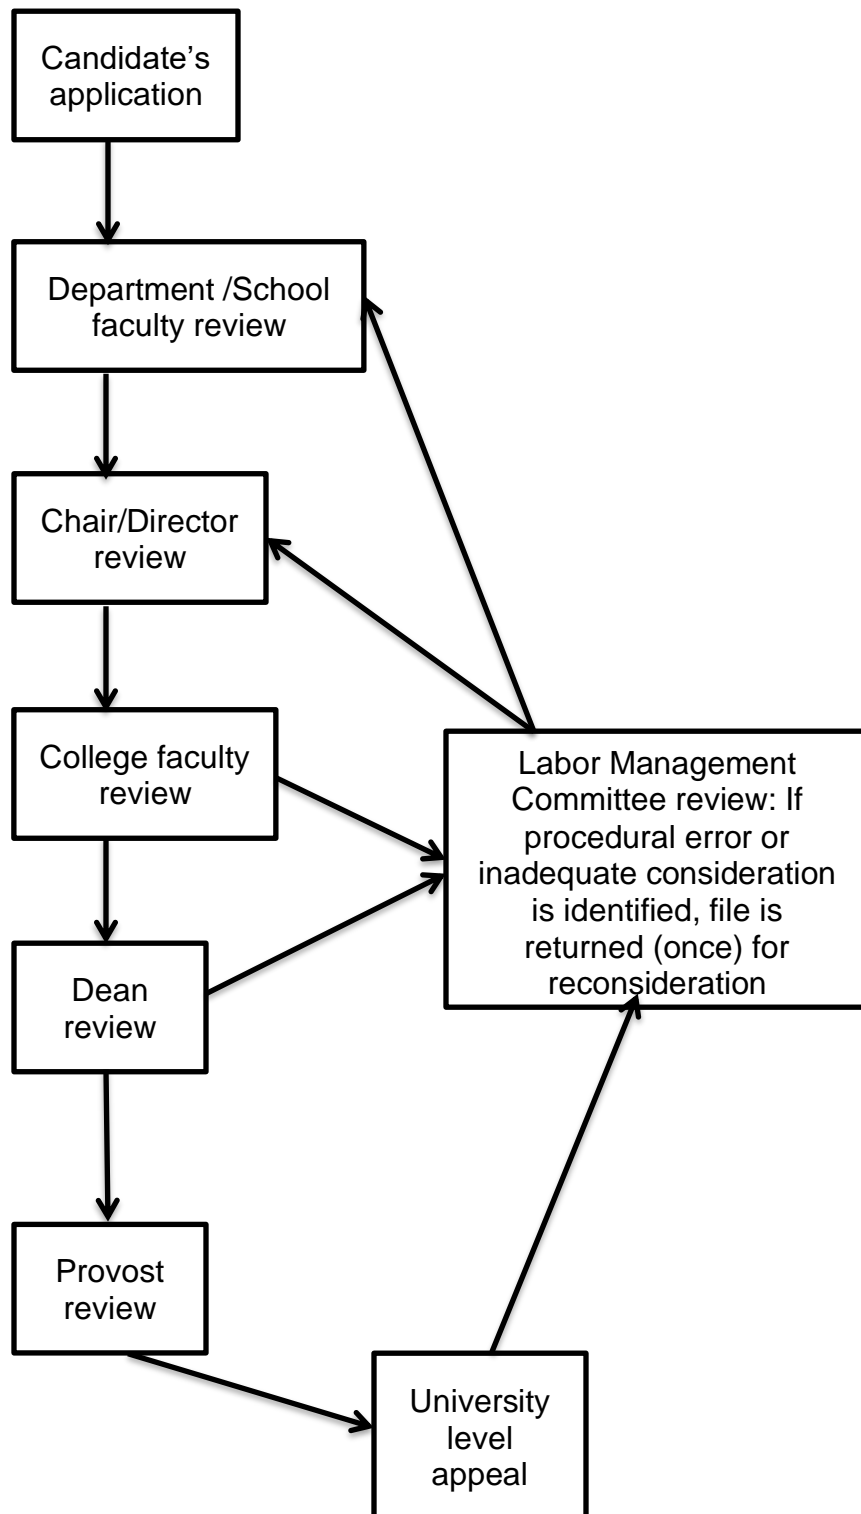 Candidate’s
application
Department /School
faculty review
Chair/Director
review
College faculty
review
Labor Management
Committee review: If
procedural error or
inadequate consideration
is identified, file is
returned (once) for
reconsideration
Dean
review
Provost
review
University
level
appeal